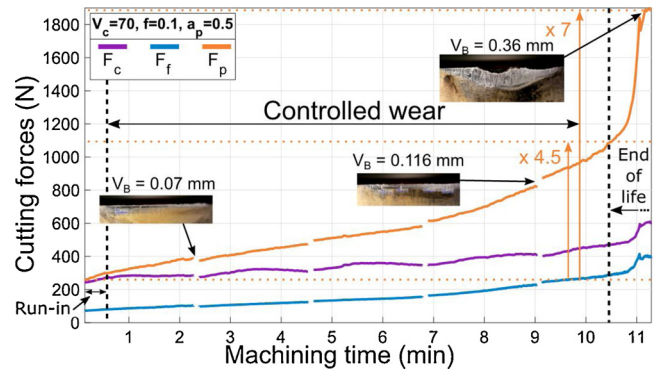 V_c=70, f=0.1, a_p=0.5
F_c F_f F_p
Cutting forces (N)
1800
1600
1400
1200
1000
800
600
400
200
0
x 7
V_B = 0.36 mm
Controlled wear
x 4.5
End
of
life
V_B = 0.116 mm
V_B = 0.07 mm
Run-in
1 2 3 4 5 6 7 8 9 10 11
Machining time (min)